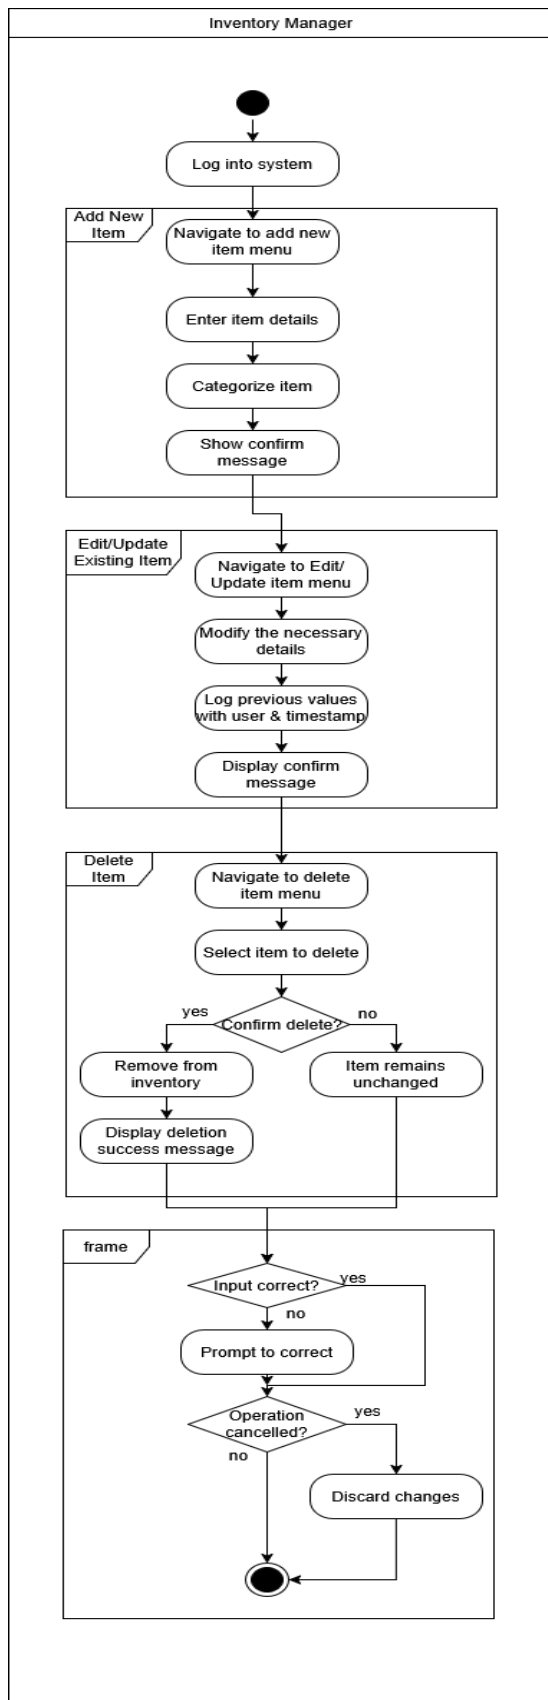 Inventory Manager
Log into system
Add New
Item
Navigate to add new
item menu
Enter item details
Categorize item
Show confirm
message
Edit/Update
Existing Item
Navigate to Edit/
Update item menu
Modify the necessary
details
Log previous values
with user & timestamp
Display confirm
message
Delete
Item
Navigate to delete
item menu
Select item to delete
yes
Confirm delete?
no
Remove from
inventory
Item remains
unchanged
Display deletion
success message
frame
Input correct?
yes
no
Prompt to correct
Operation
cancelled?
yes
no
Discard changes